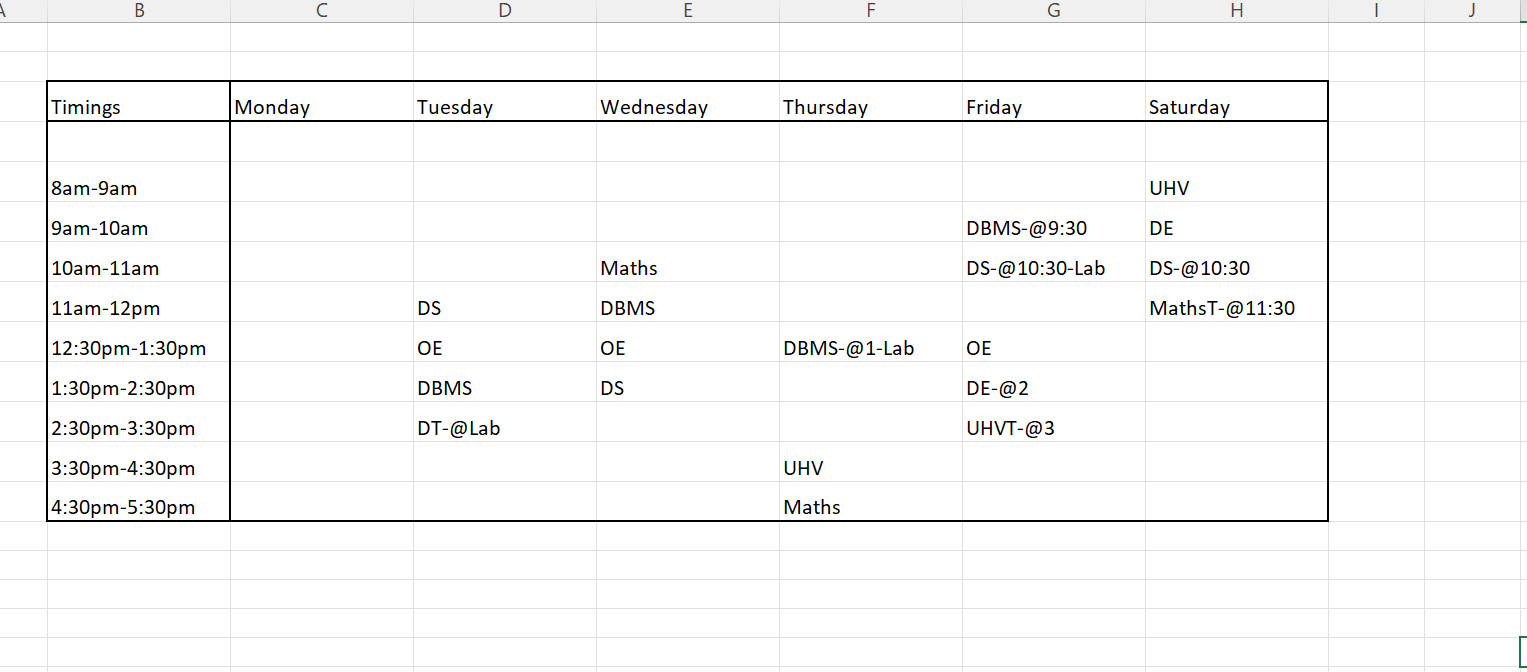 A B C D E F G H I J
Timings Monday Tuesday Wednesday Thursday Friday Saturday
8am-9am UHV
9am-10am DBMS-@9:30 DE
10am-11am Maths DS-@10:30-Lab DS-@10:30
11am-12pm DS DBMS MathsT-@11:30
12:30pm-1:30pm OE OE DBMS-@1-Lab OE
1:30pm-2:30pm DBMS DS DE-@2
2:30pm-3:30pm DT-@Lab UHVT-@3
3:30pm-4:30pm UHV
4:30pm-5:30pm Maths